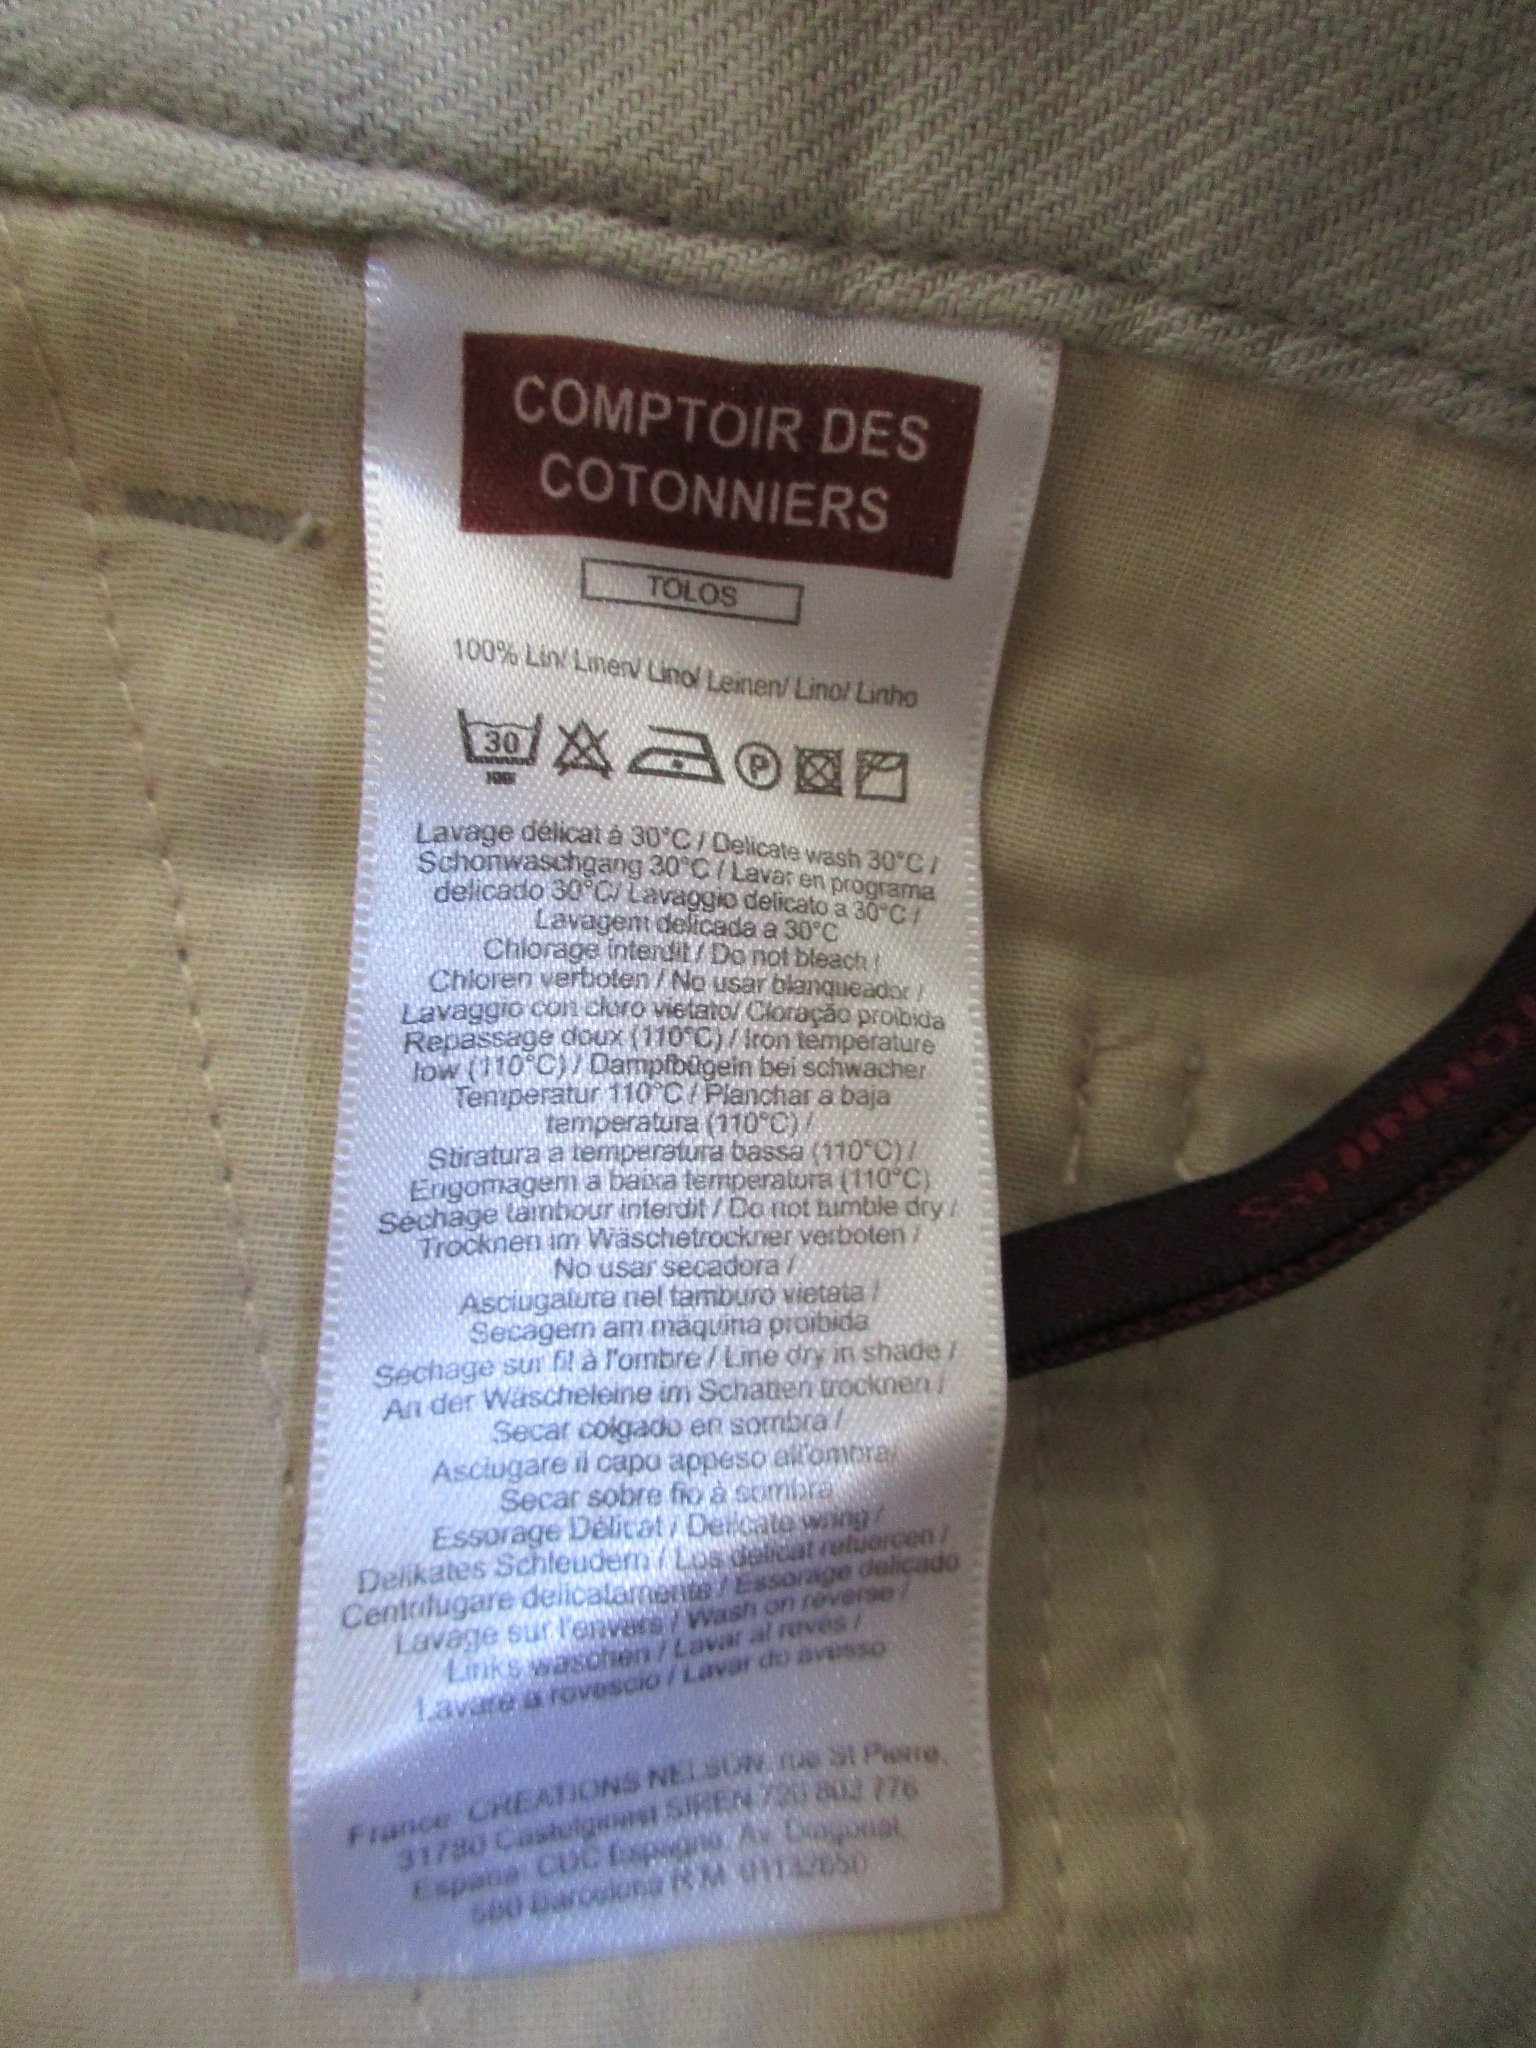 COMPTOIR DES
COTONNIERS
TOLOS
100% Lin/ Linen/ Lino/ Leinen/ Lino/ Linho
30
P
Lavage délicat à 30°C / Delicate wash 30°C /
Schonwaschgang 30°C / Lavar en programa
delicado 30°C/ Lavaggio delicato a 30°C /
Lavagem delicada a 30°C
Chlorage interdit / Do not bleach /
Chloren verboten / No usar blanqueador /
Lavaggio con cloro vietato/ Cloração proibida
Repassage doux (110°C) / Iron temperature
low (110°C) / Dampfbügeln bei schwacher
Temperatur 110°C / Planchar a baja
temperatura (110°C) /
Stiratura a temperatura bassa (110°C) /
Engomagem a baixa temperatura (110°C)
Séchage tambour interdit / Do not tumble dry /
Trocknen im Wäschetrockner verboten /
No usar secadora /
Asciugatura nel tamburo vietata /
Secagem am máquina proibida
Séchage sur fil à l'ombre / Line dry in shade /
An der Wäscheleine im Schatten trocknen /
Secar colgado en sombra /
Asciugare il capo appeso all'ombra/
Secar sobre fio à sombra
Essorage Délicat / Delicate wring /
Delikates Schleudern / Los delicat retuercen /
Centrifugare delicatamente / Essorage delicado
Lavage sur l'envers / Wash on reverse /
Links waschen / Lavar al revés /
Lavare a rovescio / Lavar do avesso
France: CREATIONS NELSON, rue St Pierre,
31780 Castelginest SIREN 720 802 776
España: CDC Espagne, Av. Diagonal,
580 Barcelona